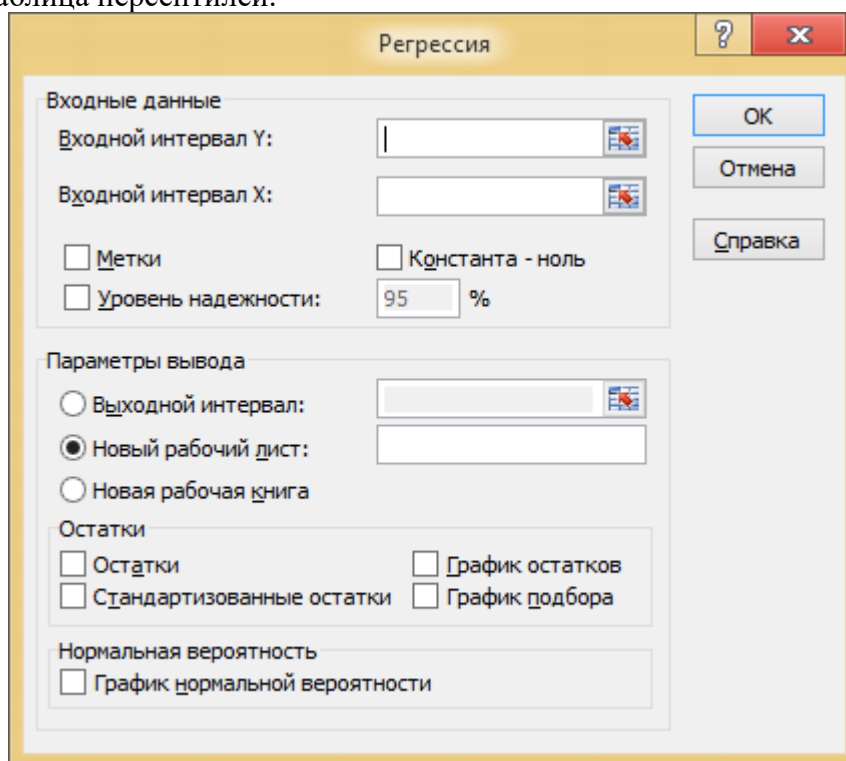 Регрессия
Входные данные
Входной интервал Y:
Входной интервал X:
Метки
Константа - ноль
Уровень надежности:
95 %
Параметры вывода
Выходной интервал:
Новый рабочий лист:
Новая рабочая книга
Остатки
Остатки
График остатков
Стандартизованные остатки
График подбора
Нормальная вероятность
График нормальной вероятности
OK
Отмена
Справка